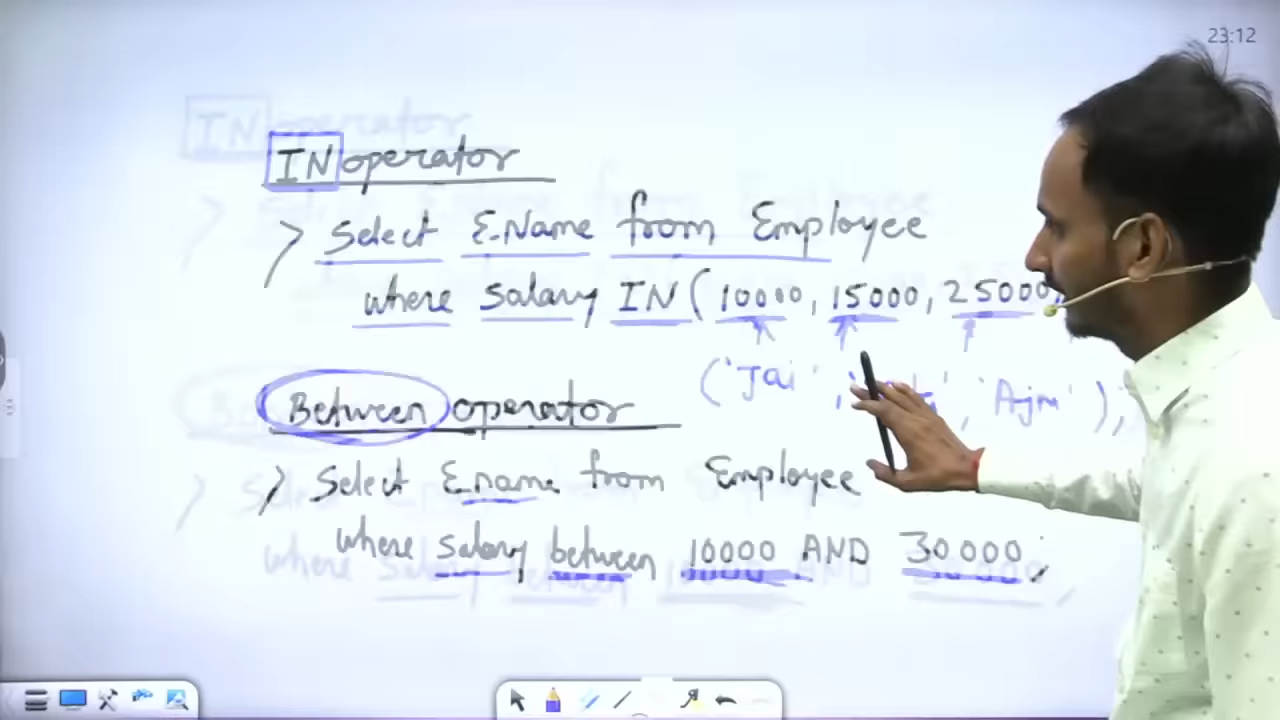 23:12
IN operator
> Select E.Name from Employee
where Salary IN (10000, 15000, 25000,
('Jai', ' ', 'Ajm'),
Between operator
> Select E.name from Employee
where Salary between 10000 AND 30000;